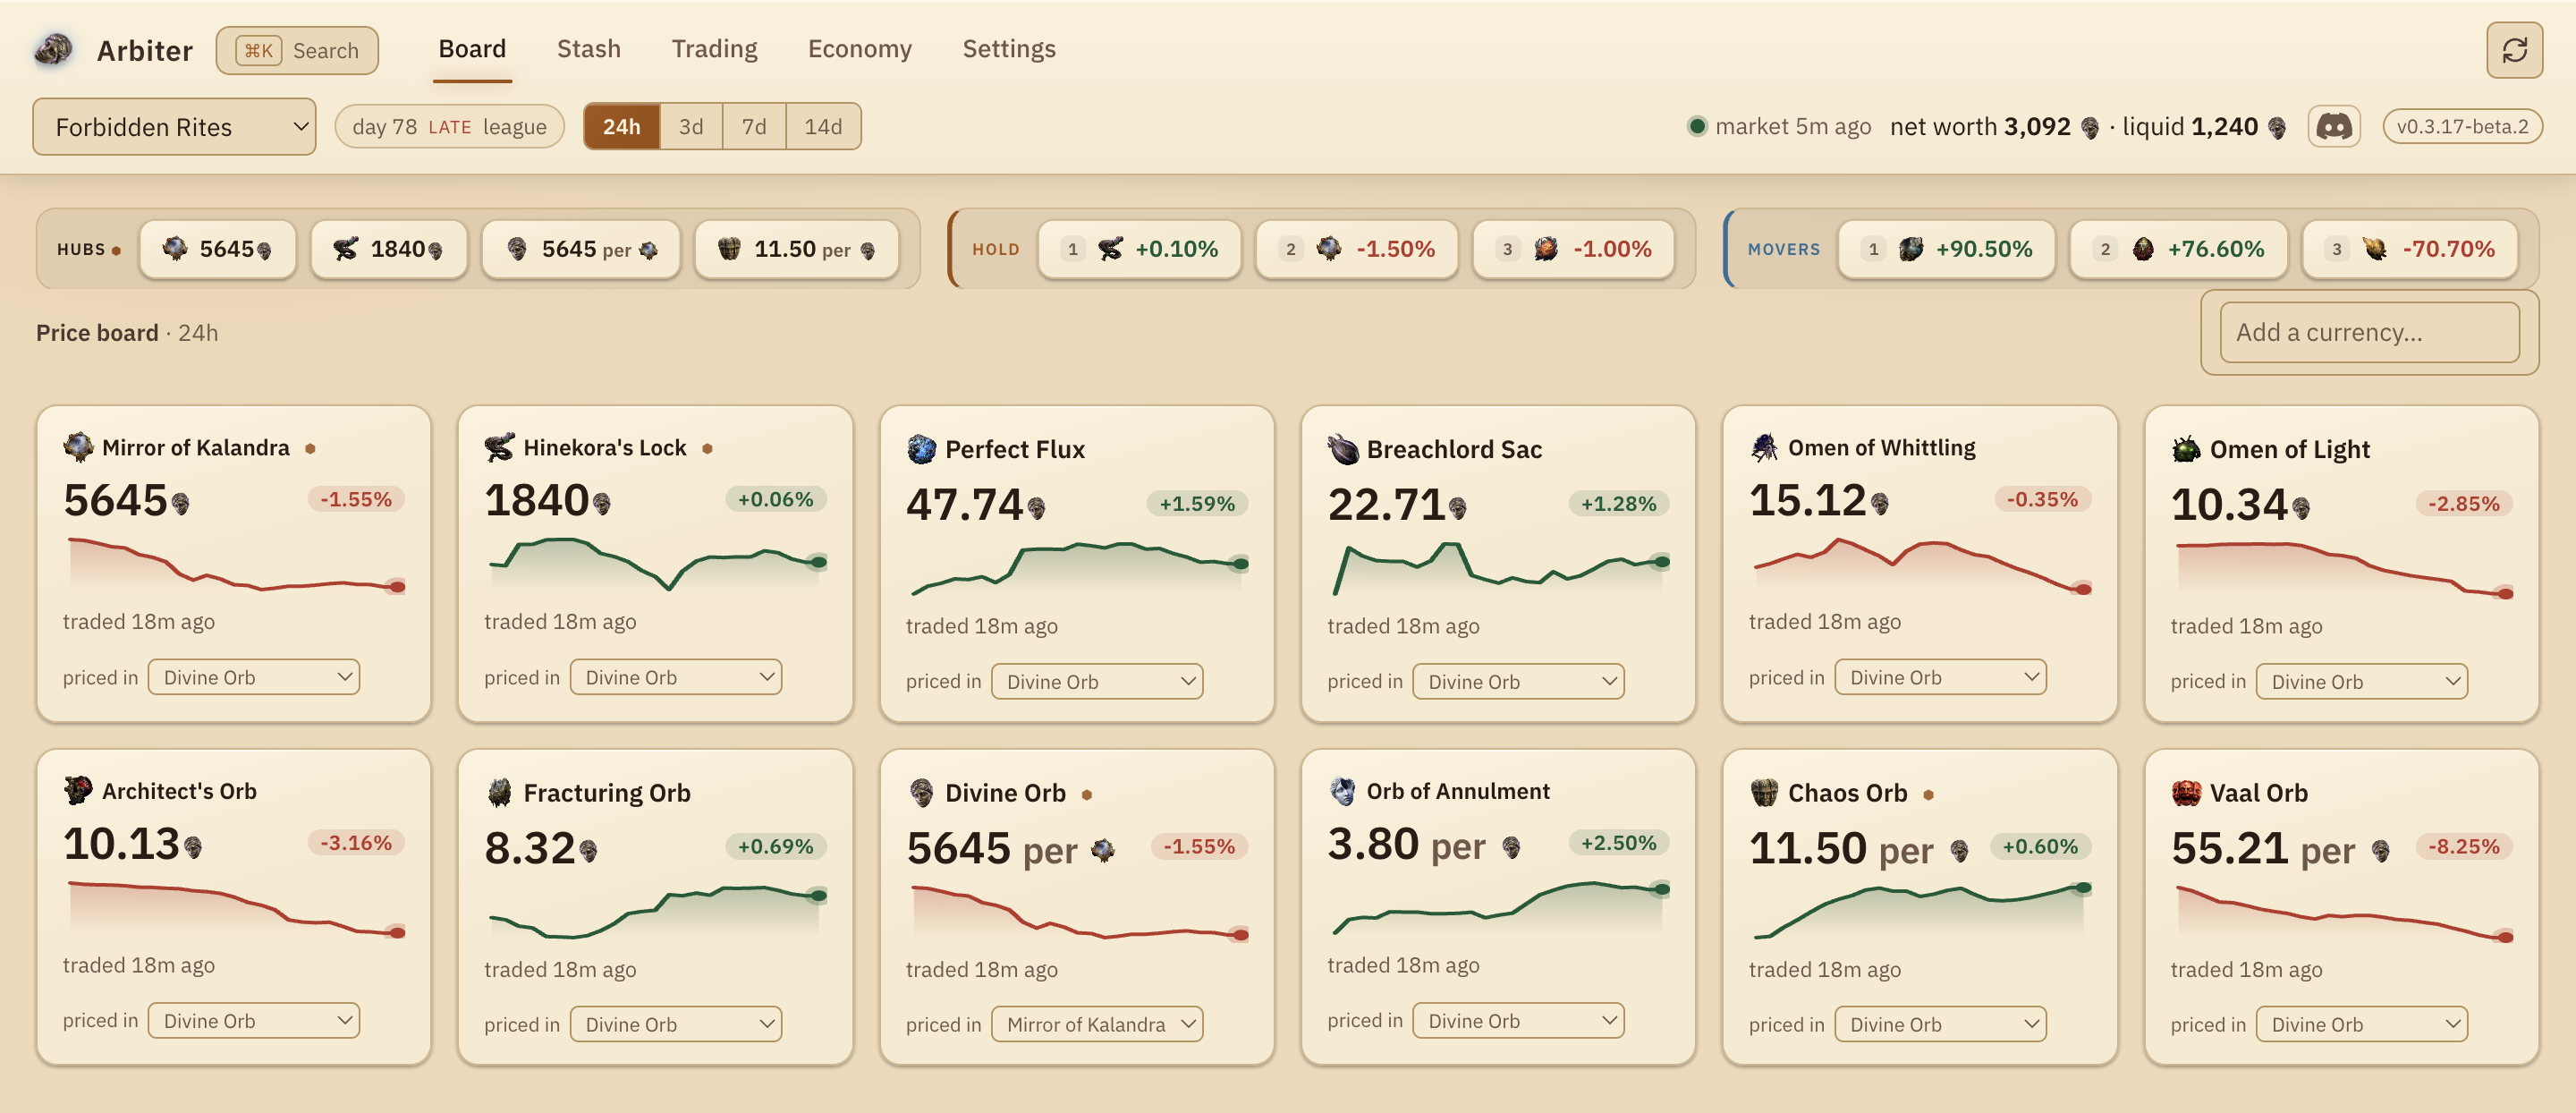 Arbiter ⌘K Search Board Stash Trading Economy Settings
Forbidden Rites day 78 LATE league 24h 3d 7d 14d market 5m ago net worth 3,092 · liquid 1,240 v0.3.17-beta.2
HUBS 5645 1840 5645 per 11.50 per HOLD 1 +0.10% 2 -1.50% 3 -1.00% MOVERS 1 +90.50% 2 +76.60% 3 -70.70%
Price board · 24h Add a currency...
Mirror of Kalandra Hinekora's Lock Perfect Flux Breachlord Sac Omen of Whittling Omen of Light
5645 -1.55% 1840 +0.06% 47.74 +1.59% 22.71 +1.28% 15.12 -0.35% 10.34 -2.85%
traded 18m ago traded 18m ago traded 18m ago traded 18m ago traded 18m ago traded 18m ago
priced in Divine Orb priced in Divine Orb priced in Divine Orb priced in Divine Orb priced in Divine Orb priced in Divine Orb
Architect's Orb Fracturing Orb Divine Orb Orb of Annulment Chaos Orb Vaal Orb
10.13 -3.16% 8.32 +0.69% 5645 per -1.55% 3.80 per +2.50% 11.50 per +0.60% 55.21 per -8.25%
traded 18m ago traded 18m ago traded 18m ago traded 18m ago traded 18m ago traded 18m ago
priced in Divine Orb priced in Divine Orb priced in Mirror of Kalandra priced in Divine Orb priced in Divine Orb priced in Divine Orb